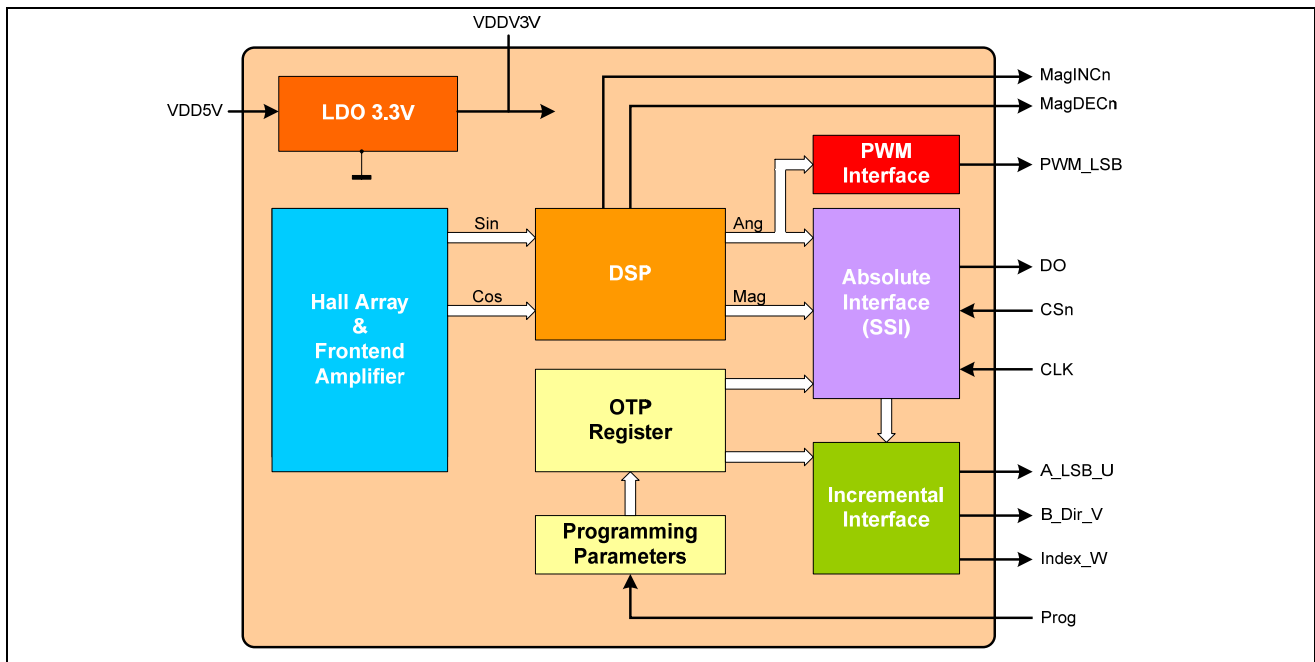 VDDV3V
VDD5V
LDO 3.3V
MagINCn
MagDECn
PWM
Interface
PWM_LSB
Sin
Cos
Hall Array
&
Frontend
Amplifier
DSP
Ang
Mag
Absolute
Interface
(SSI)
DO
CSn
CLK
OTP
Register
Programming
Parameters
Incremental
Interface
A_LSB_U
B_Dir_V
Index_W
Prog